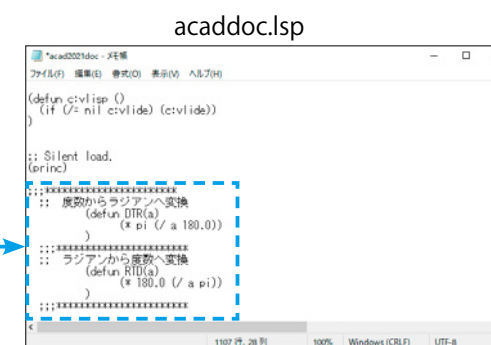 acaddoc.lsp
*acad2021doc - メモ帳
ファイル(F) 編集(E) 書式(O) 表示(V) ヘルプ(H)
(defun c:vlisp ()
(if (/= nil c:vlide) (c:vlide))
)
;; Silent load.
(princ)
;;;***********************
;; 度数からラジアンへ変換
(defun DTR(a)
(* pi (/ a 180.0))
)
;;;***********************
;; ラジアンから度数へ変換
(defun RTD(a)
(* 180.0 (/ a pi))
)
;;;***********************
1107 行, 28 列 100% Windows (CRLF) UTF-8